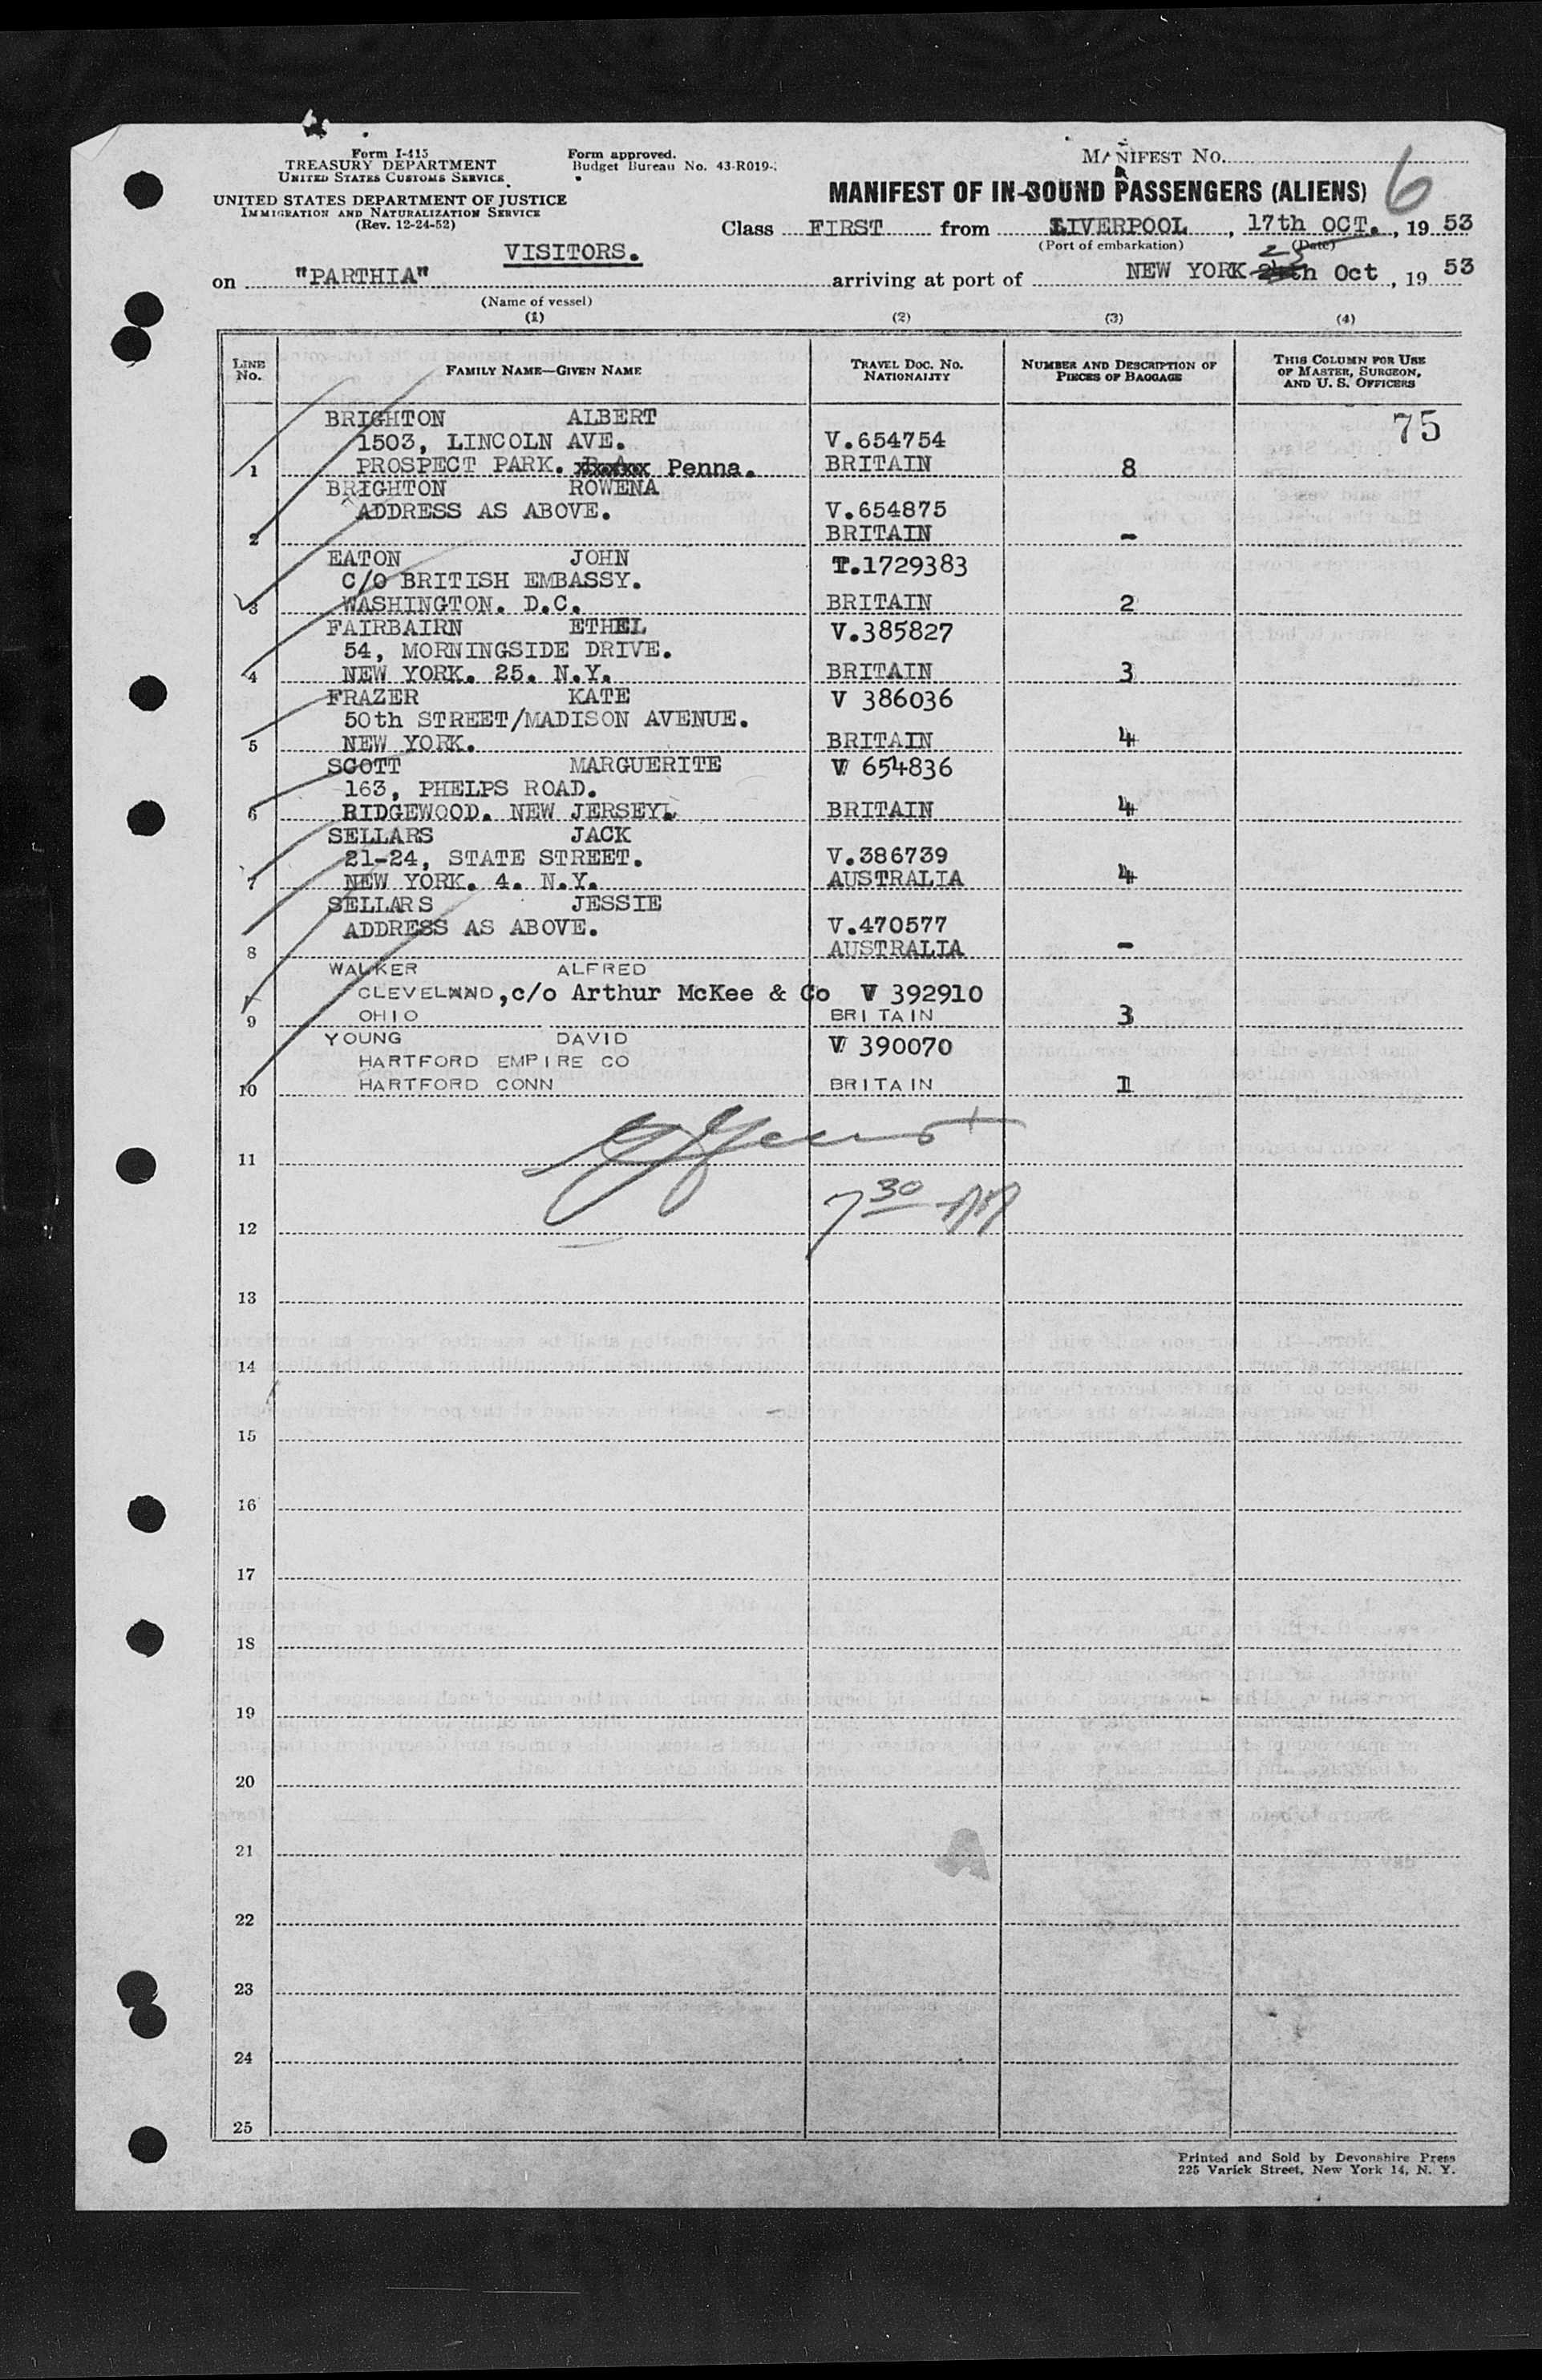 Form I-415
TREASURY DEPARTMENT
UNITED STATES CUSTOMS SERVICE
UNITED STATES DEPARTMENT OF JUSTICE
IMMIGRATION AND NATURALIZATION SERVICE
(Rev. 12-24-52)
Form approved.
Budget Bureau No. 43-R019-
MANIFEST No.
6
MANIFEST OF IN-BOUND PASSENGERS (ALIENS)
Class FIRST from LIVERPOOL, 17th OCT., 1953
(Port of embarkation) (Date)
VISITORS.
on "PARTHIA" arriving at port of NEW YORK 23 24th Oct, 1953
(Name of vessel)
(1) (2) (3) (4)
LINE No. FAMILY NAME—GIVEN NAME TRAVEL DOC. No. NATIONALITY NUMBER AND DESCRIPTION OF PIECES OF BAGGAGE THIS COLUMN FOR USE OF MASTER, SURGEON, AND U. S. OFFICERS
75
BRIGHTON ALBERT
1503, LINCOLN AVE. V.654754
1 PROSPECT PARK. Penna. BRITAIN 8
BRIGHTON ROWENA
ADDRESS AS ABOVE. V.654875
2 BRITAIN -
EATON JOHN T.1729383
C/O BRITISH EMBASSY.
3 WASHINGTON. D.C. BRITAIN 2
FAIRBAIRN ETHEL V.385827
54, MORNINGSIDE DRIVE.
4 NEW YORK. 25. N.Y. BRITAIN 3
FRAZER KATE V 386036
50th STREET/MADISON AVENUE.
5 NEW YORK. BRITAIN 4
SCOTT MARGUERITE V 654836
163, PHELPS ROAD.
6 RIDGEWOOD. NEW JERSEY. BRITAIN 4
SELLARS JACK
21-24, STATE STREET. V.386739
7 NEW YORK. 4. N.Y. AUSTRALIA 4
SELLARS JESSIE
ADDRESS AS ABOVE. V.470577
8 AUSTRALIA -
WALKER ALFRED
CLEVELAND, c/o Arthur McKee & Co V 392910
9 OHIO BRITAIN 3
YOUNG DAVID V 390070
HARTFORD EMPIRE CO
10 HARTFORD CONN BRITAIN 1
11
7 30
12
13
14
15
16
17
18
19
20
21
22
23
24
25
Printed and Sold by Devonshire Press
225 Varick Street, New York 14, N. Y.